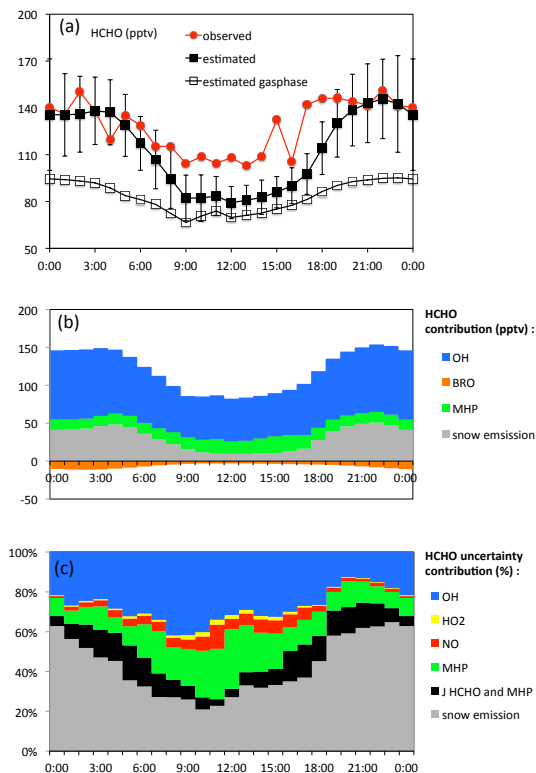 (a)
HCHO (pptv)
observed
estimated
estimated gasphase
200
170
140
110
80
50
0:00 3:00 6:00 9:00 12:00 15:00 18:00 21:00 0:00
(b)
200
150
100
50
0
-50
0:00 3:00 6:00 9:00 12:00 15:00 18:00 21:00 0:00
HCHO
contribution (pptv):
OH
BRO
MHP
snow emsission
(c)
100%
80%
60%
40%
20%
0%
0:00 3:00 6:00 9:00 12:00 15:00 18:00 21:00 0:00
HCHO uncertainty
contribution (%) :
OH
HO2
NO
MHP
J HCHO and MHP
snow emission